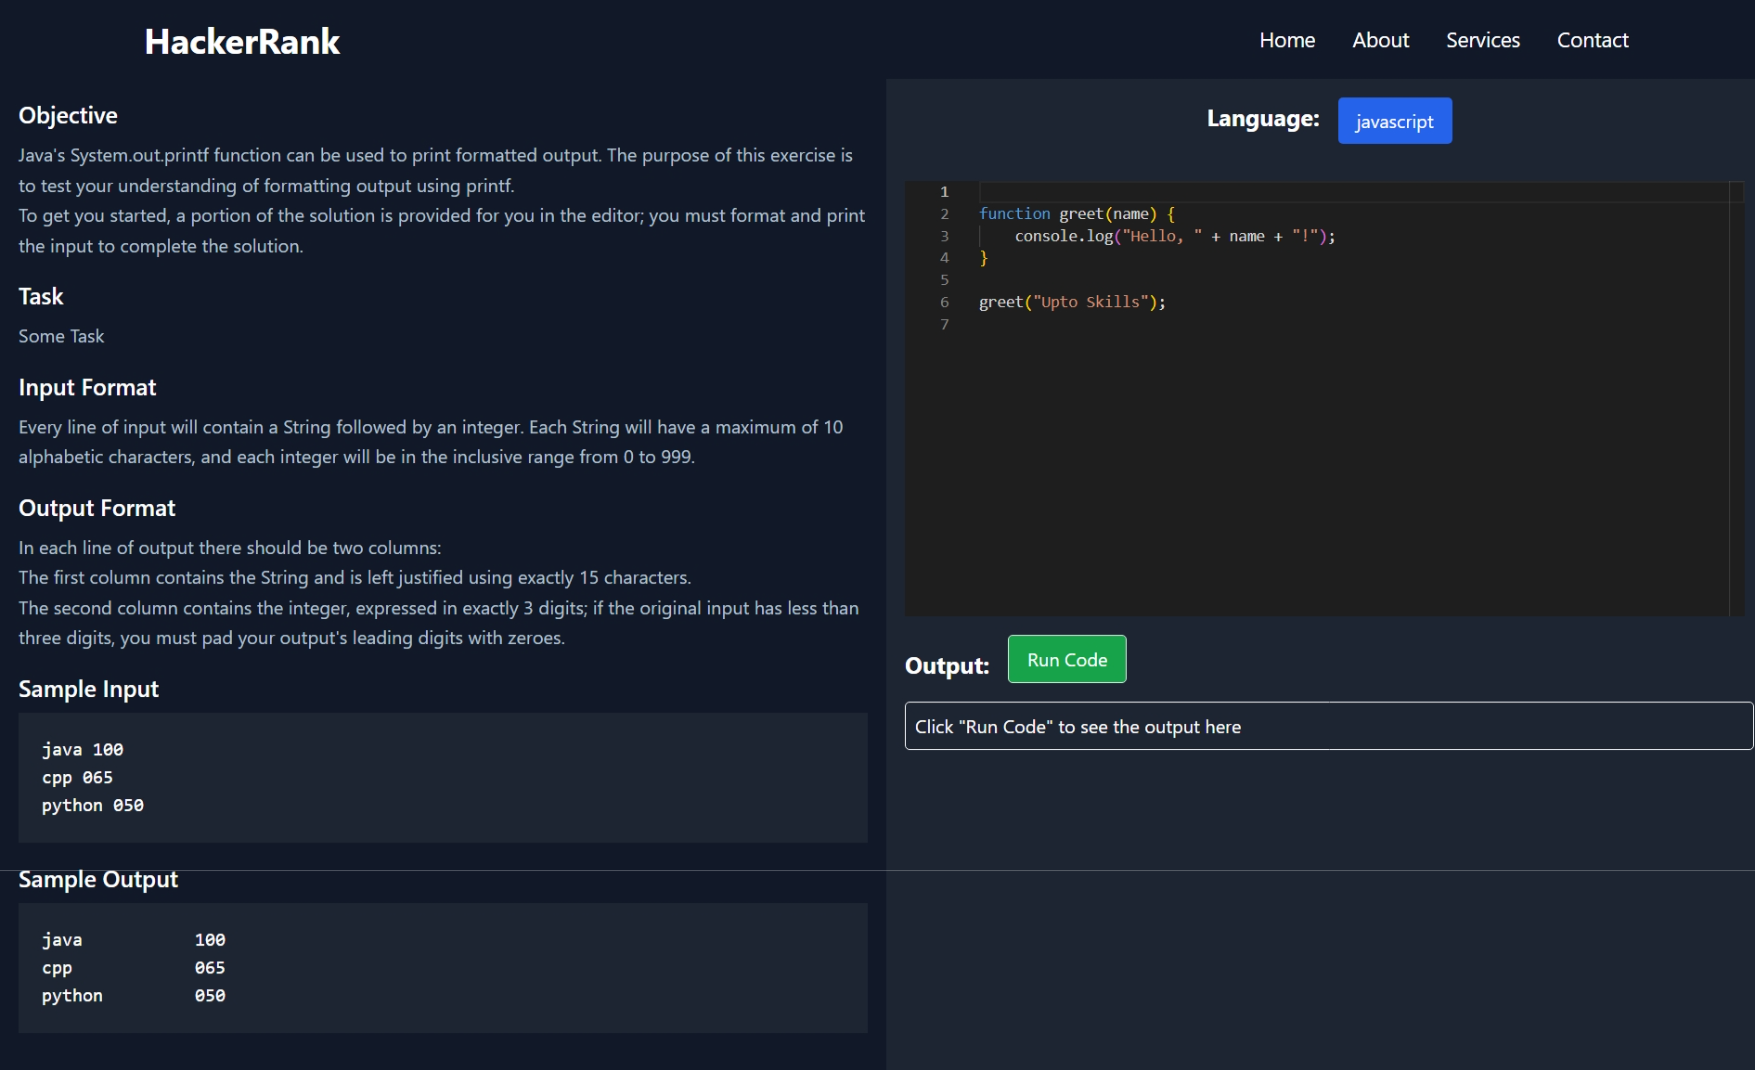 HackerRank
Home About Services Contact
Objective
Java's System.out.printf function can be used to print formatted output. The purpose of this exercise is
to test your understanding of formatting output using printf.
To get you started, a portion of the solution is provided for you in the editor; you must format and print
the input to complete the solution.
Task
Some Task
Input Format
Every line of input will contain a String followed by an integer. Each String will have a maximum of 10
alphabetic characters, and each integer will be in the inclusive range from 0 to 999.
Output Format
In each line of output there should be two columns:
The first column contains the String and is left justified using exactly 15 characters.
The second column contains the integer, expressed in exactly 3 digits; if the original input has less than
three digits, you must pad your output's leading digits with zeroes.
Sample Input
java 100
cpp 065
python 050
Sample Output
java           100
cpp            065
python         050
Language: javascript
1
2 function greet(name) {
3     console.log("Hello, " + name + "!");
4 }
5
6 greet("Upto Skills");
7
Output: Run Code
Click "Run Code" to see the output here